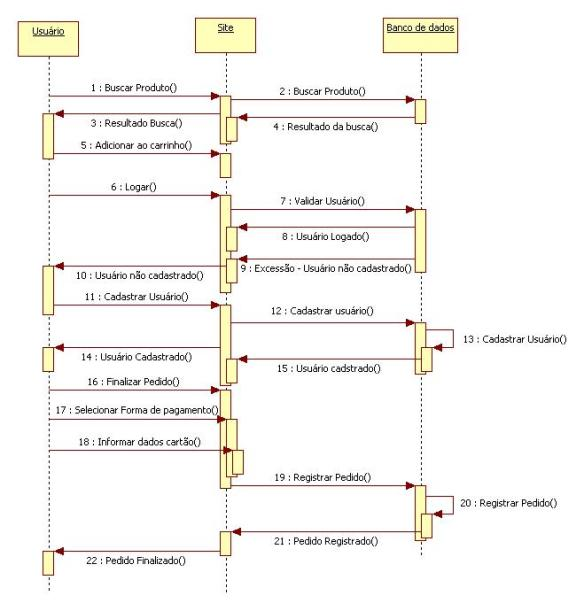 Usuário
Site
Banco de dados
1 : Buscar Produto()
2 : Buscar Produto()
3 : Resultado Busca()
4 : Resultado da busca()
5 : Adicionar ao carrinho()
6 : Logar()
7 : Validar Usuário()
8 : Usuário Logado()
9 : Excessão - Usuário não cadastrado()
10 : Usuário não cadastrado()
11 : Cadastrar Usuário()
12 : Cadastrar usuário()
13 : Cadastrar Usuário()
14 : Usuário Cadastrado()
15 : Usuário cadstrado()
16 : Finalizar Pedido()
17 : Selecionar Forma de pagamento()
18 : Informar dados cartão()
19 : Registrar Pedido()
20 : Registrar Pedido()
21 : Pedido Registrado()
22 : Pedido Finalizado()